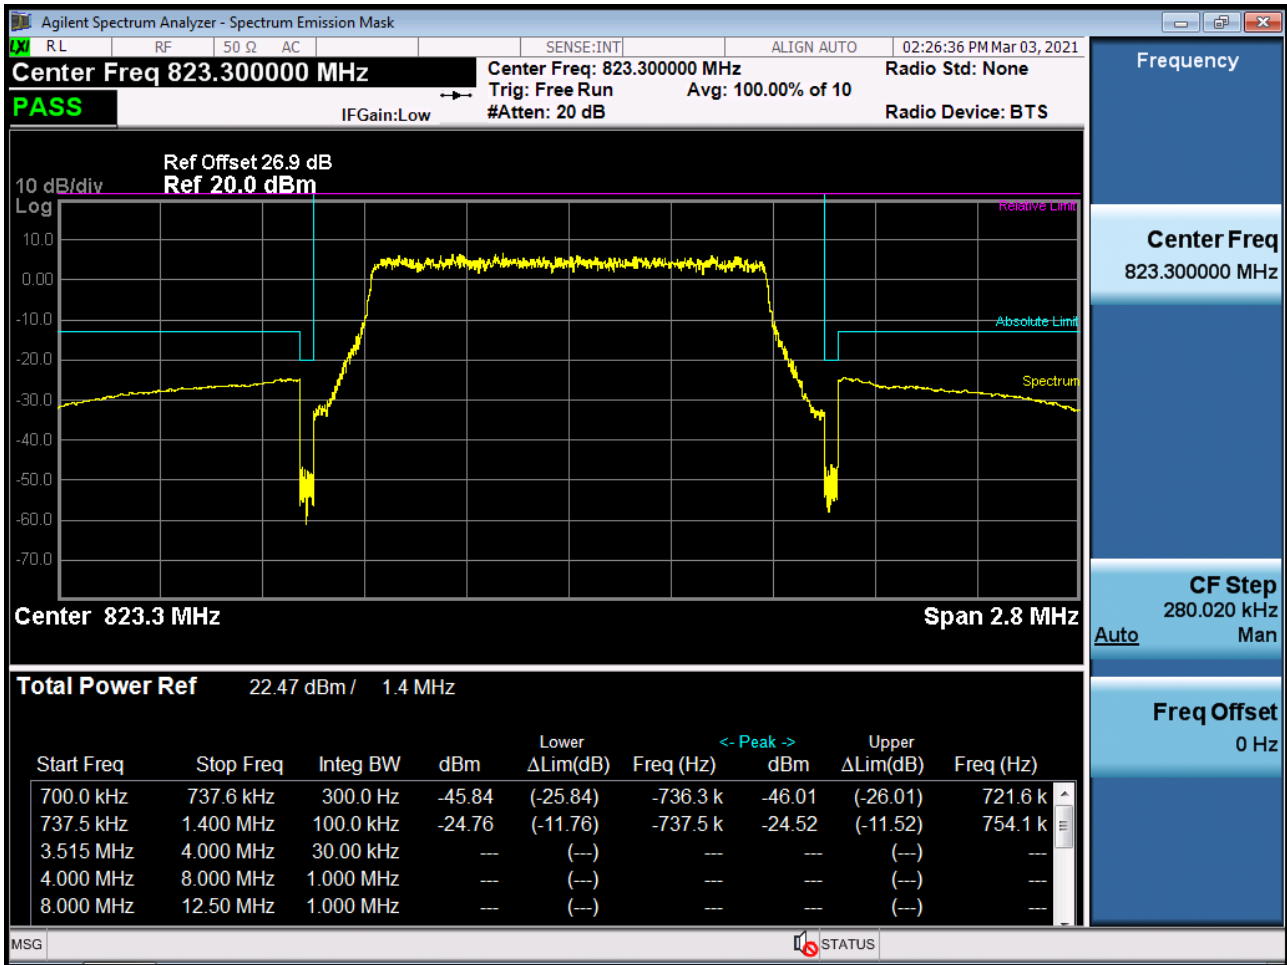 Agilent Spectrum Analyzer - Spectrum Emission Mask
LXI RL RF 50 Ω AC SENSE:INT ALIGN AUTO 02:26:36 PM Mar 03, 2021
Center Freq 823.300000 MHz
Center Freq: 823.300000 MHz Radio Std: None
Trig: Free Run Avg: 100.00% of 10
PASS IFGain:Low #Atten: 20 dB Radio Device: BTS
Ref Offset 26.9 dB
10 dB/div Ref 20.0 dBm
Log
Relative Limit
10.0
0.00
-10.0
Absolute Limit
-20.0
Spectrum
-30.0
-40.0
-50.0
-60.0
-70.0
Center 823.3 MHz Span 2.8 MHz
Total Power Ref 22.47 dBm / 1.4 MHz
Lower <- Peak -> Upper
Start Freq Stop Freq Integ BW dBm ΔLim(dB) Freq (Hz) dBm ΔLim(dB) Freq (Hz)
700.0 kHz 737.6 kHz 300.0 Hz -45.84 (-25.84) -736.3 k -46.01 (-26.01) 721.6 k
737.5 kHz 1.400 MHz 100.0 kHz -24.76 (-11.76) -737.5 k -24.52 (-11.52) 754.1 k
3.515 MHz 4.000 MHz 30.00 kHz --- (---) --- --- (---) ---
4.000 MHz 8.000 MHz 1.000 MHz --- (---) --- --- (---) ---
8.000 MHz 12.50 MHz 1.000 MHz --- (---) --- --- (---) ---
MSG STATUS
Frequency
Center Freq
823.300000 MHz
CF Step
280.020 kHz
Auto Man
Freq Offset
0 Hz